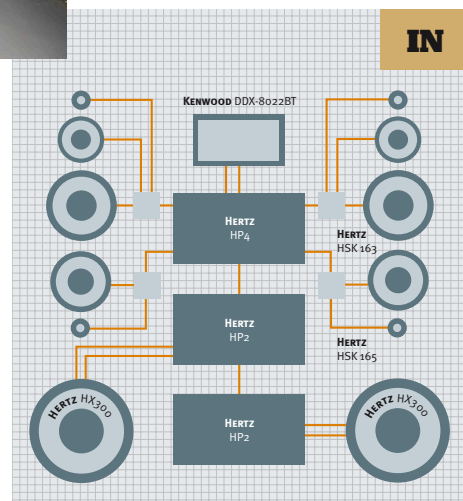 IN
KENWOOD DDX-8022BT
HERTZ
HP4
HERTZ
HSK 163
HERTZ
HP2
HERTZ
HSK 165
HERTZ HX300
HERTZ
HP2
HERTZ HX300